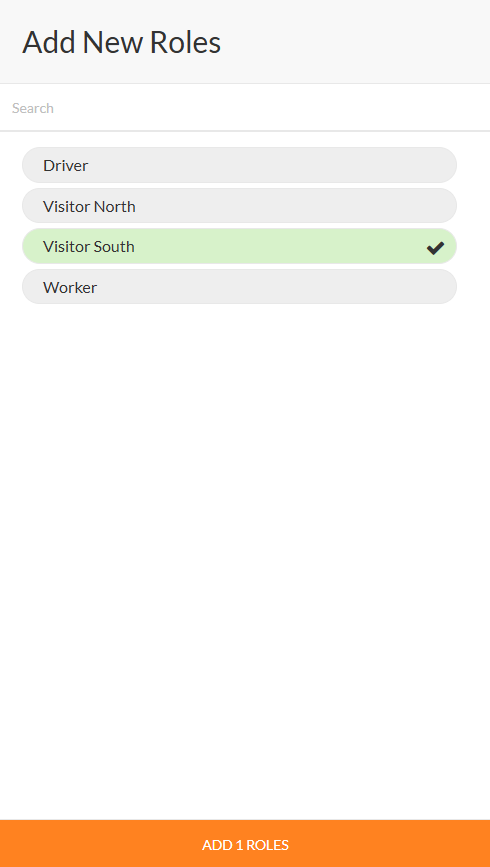 Add New Roles
Search
Driver
Visitor North
Visitor South
Worker
ADD 1 ROLES